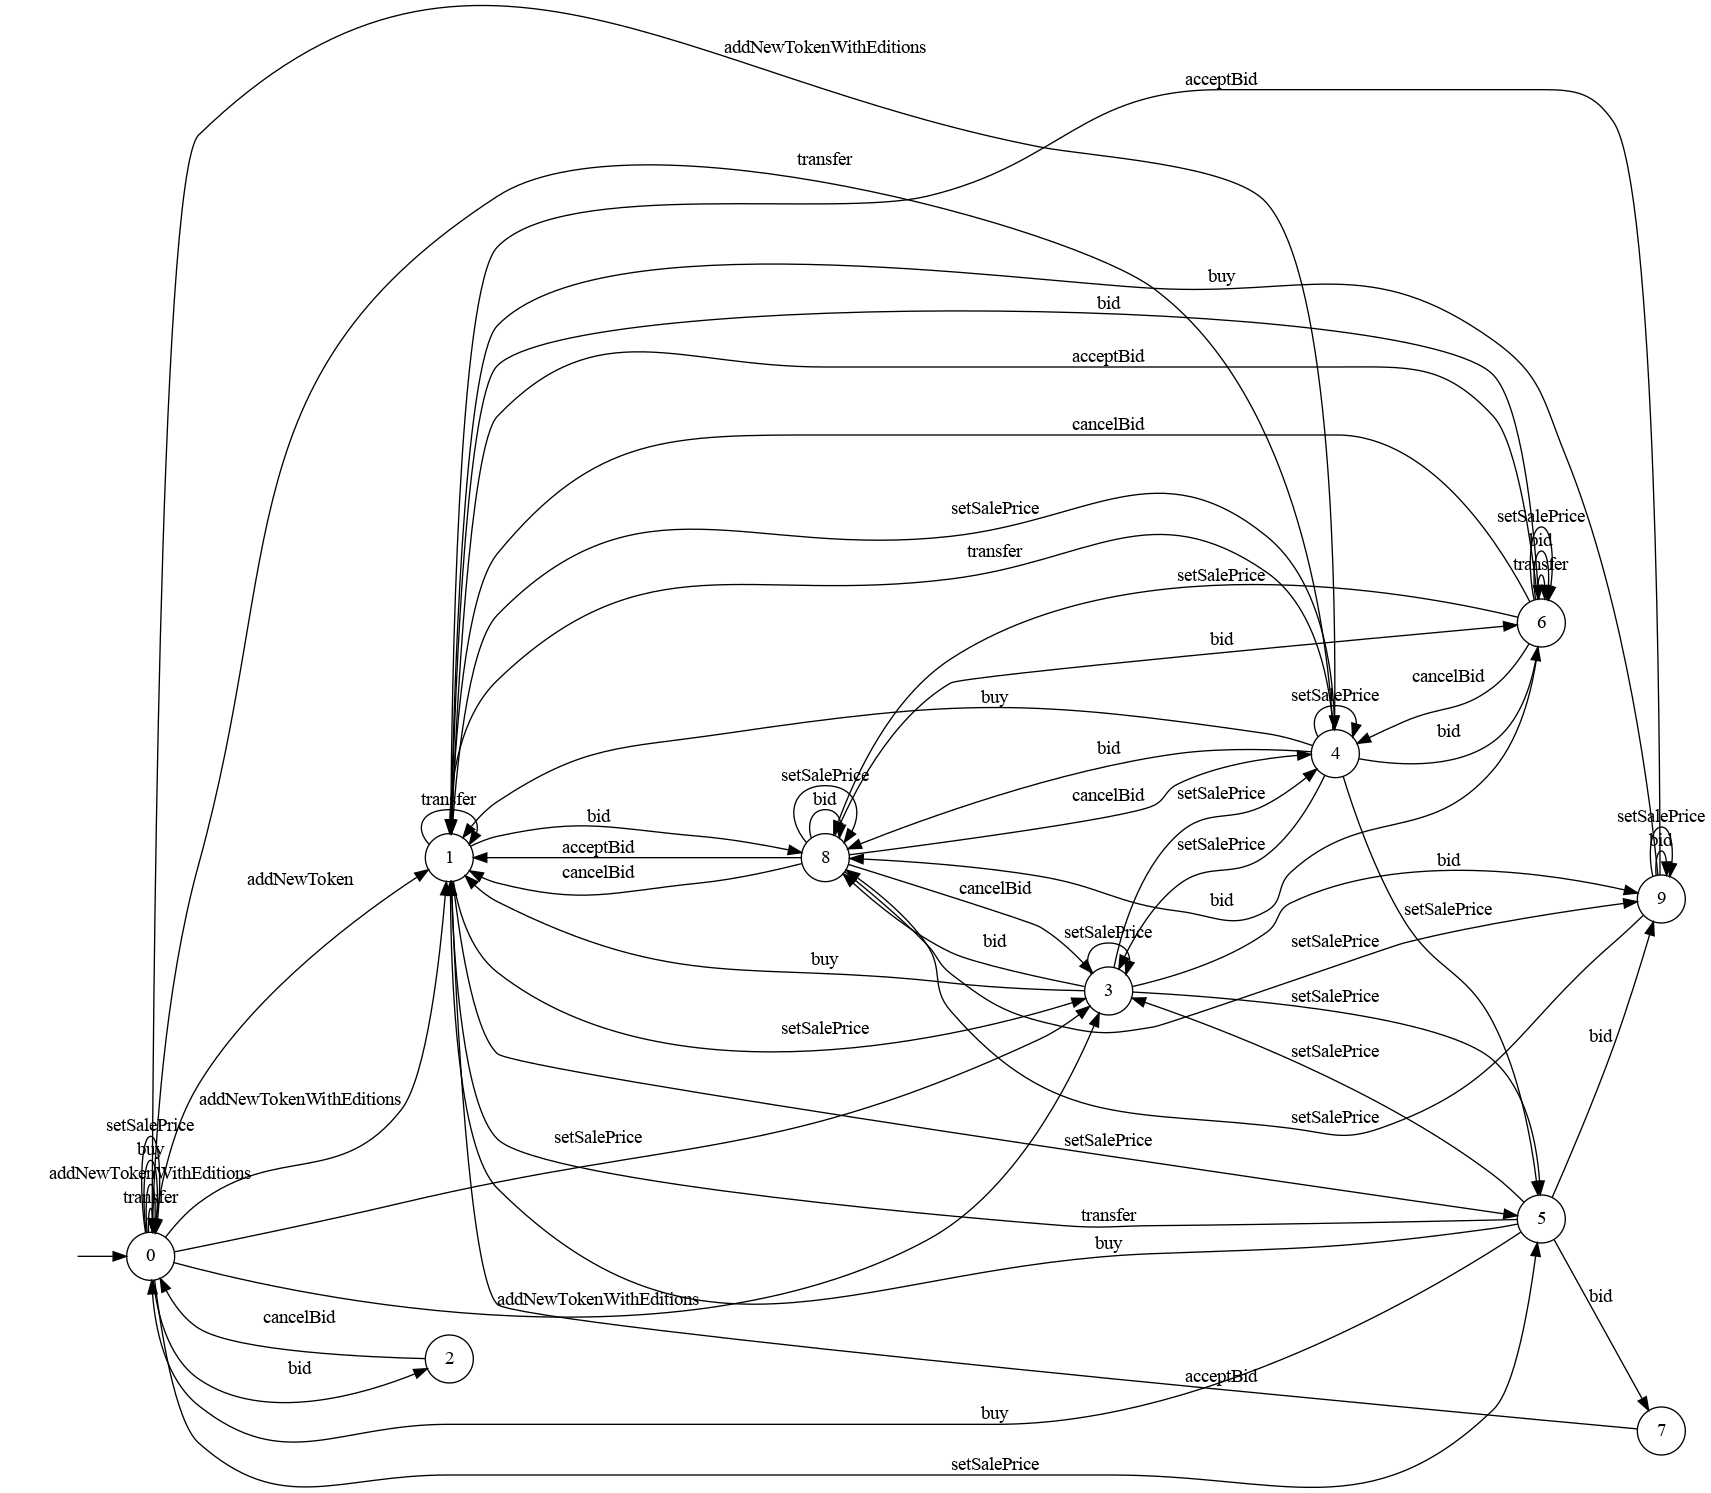 addNewTokenWithEditions
acceptBid
transfer
buy
bid
acceptBid
cancelBid
setSalePrice
setSalePrice
bid
transfer
transfer
setSalePrice
6
bid
cancelBid
setSalePrice
buy
bid
bid
4
setSalePrice
bid
cancelBid
setSalePrice
transfer
bid
setSalePrice
bid
acceptBid
setSalePrice
1
8
cancelBid
bid
addNewToken
cancelBid
bid
9
setSalePrice
bid
setSalePrice
setSalePrice
buy
3
setSalePrice
setSalePrice
bid
setSalePrice
addNewTokenWithEditions
setSalePrice
setSalePrice
setSalePrice
setSalePrice
buy
addNewTokenWithEditions
transfer
transfer
5
buy
0
addNewTokenWithEditions
bid
cancelBid
2
bid
acceptBid
buy
7
setSalePrice